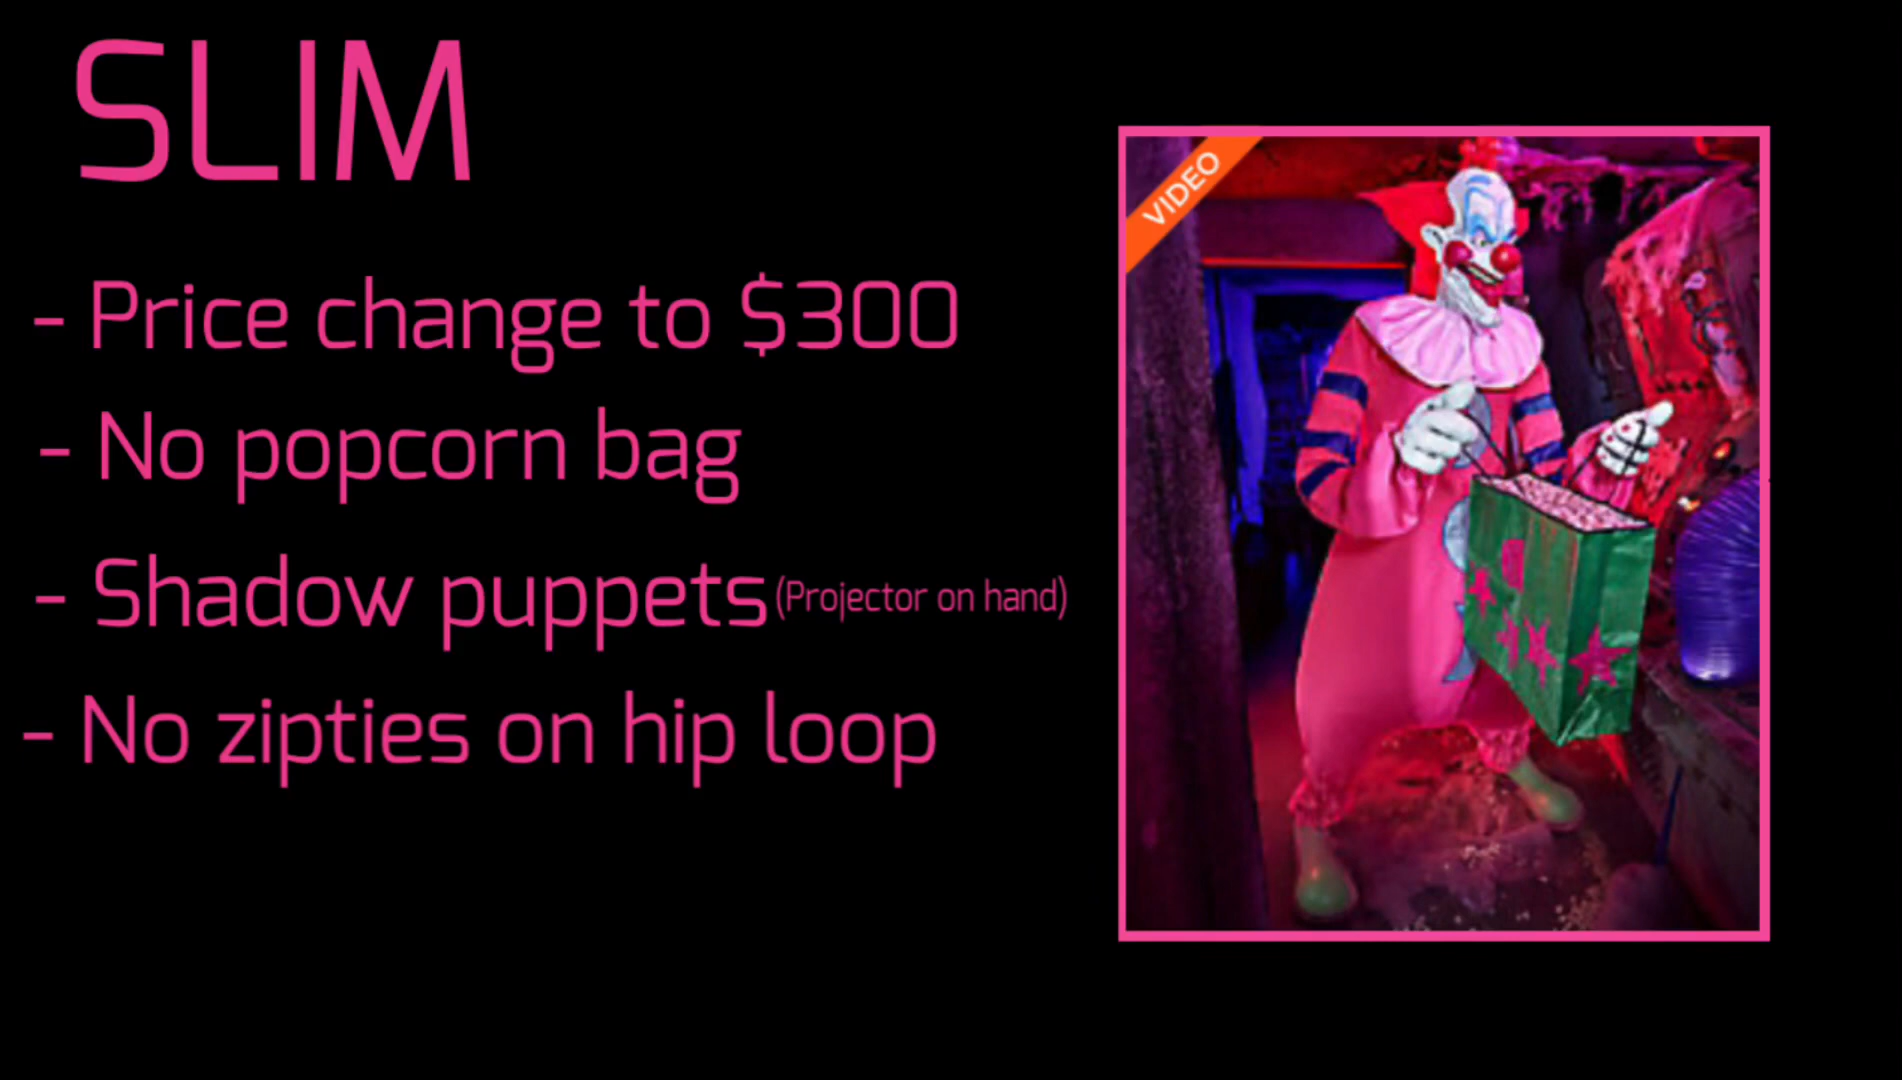 SLIM
- Price change to $300
- No popcorn bag
- Shadow puppets (Projector on hand)
- No zipties on hip loop
VIDEO